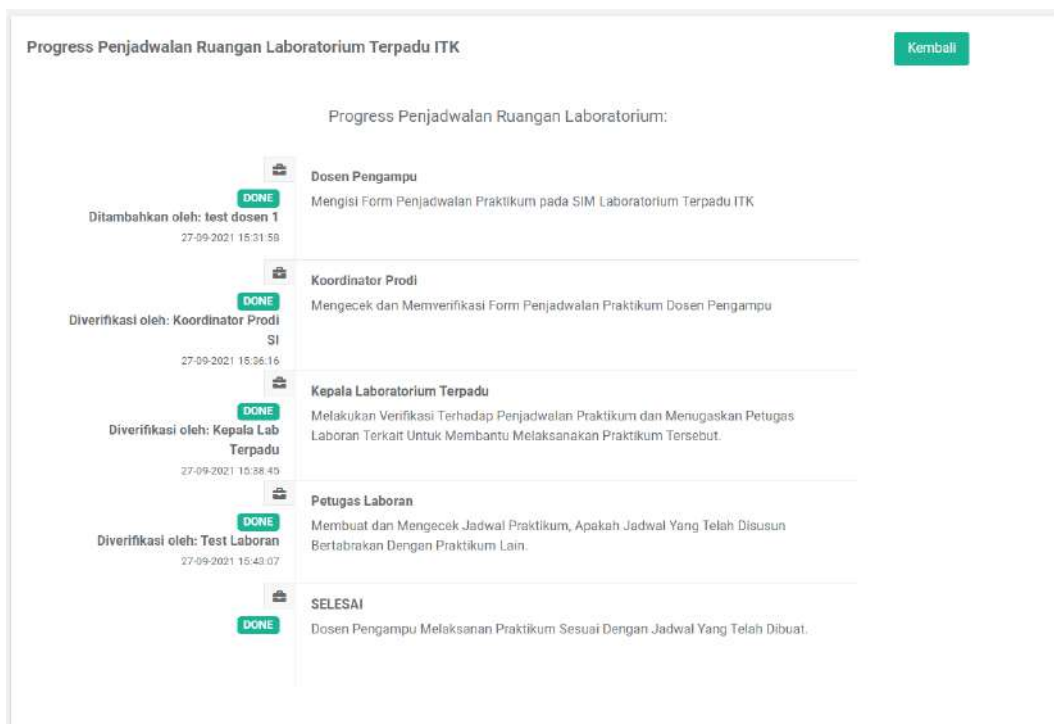 Progress Penjadwalan Ruangan Laboratorium Terpadu ITK
Kembali
Progress Penjadwalan Ruangan Laboratorium:
DONE
Ditambahkan oleh: test dosen 1
27-09-2021 15:31:58
Dosen Pengampu
Mengisi Form Penjadwalan Praktikum pada SIM Laboratorium Terpadu ITK
DONE
Diverifikasi oleh: Koordinator Prodi
SI
27-09-2021 15:36:16
Koordinator Prodi
Mengecek dan Memverifikasi Form Penjadwalan Praktikum Dosen Pengampu
DONE
Diverifikasi oleh: Kepala Lab
Terpadu
27-09-2021 15:38:45
Kepala Laboratorium Terpadu
Melakukan Verifikasi Terhadap Penjadwalan Praktikum dan Menugaskan Petugas
Laboran Terkait Untuk Membantu Melaksanakan Praktikum Tersebut.
DONE
Diverifikasi oleh: Test Laboran
27-09-2021 15:43:07
Petugas Laboran
Membuat dan Mengecek Jadwal Praktikum, Apakah Jadwal Yang Telah Disusun
Bertabrakan Dengan Praktikum Lain.
DONE
SELESAI
Dosen Pengampu Melaksanan Praktikum Sesuai Dengan Jadwal Yang Telah Dibuat.